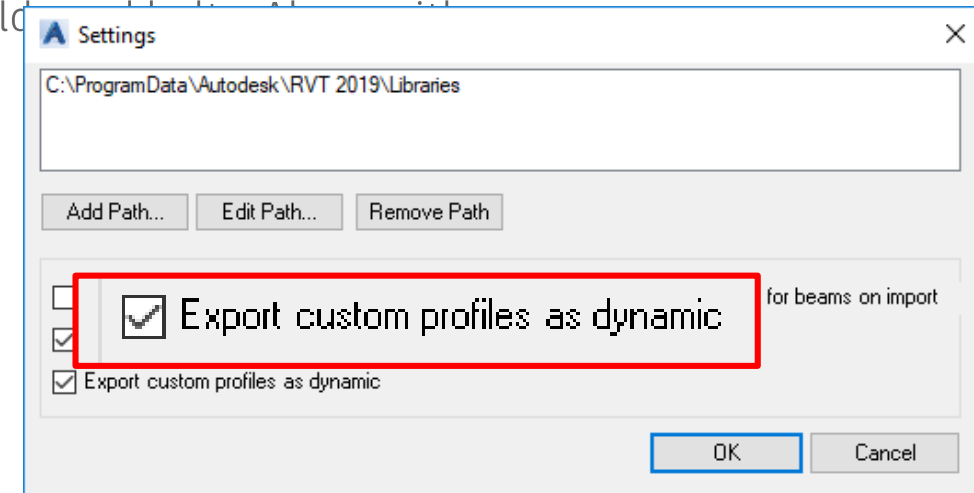 Settings
C:\ProgramData\Autodesk\RVT 2019\Libraries
Add Path... Edit Path... Remove Path
for beams on import
Export custom profiles as dynamic
Export custom profiles as dynamic
OK Cancel